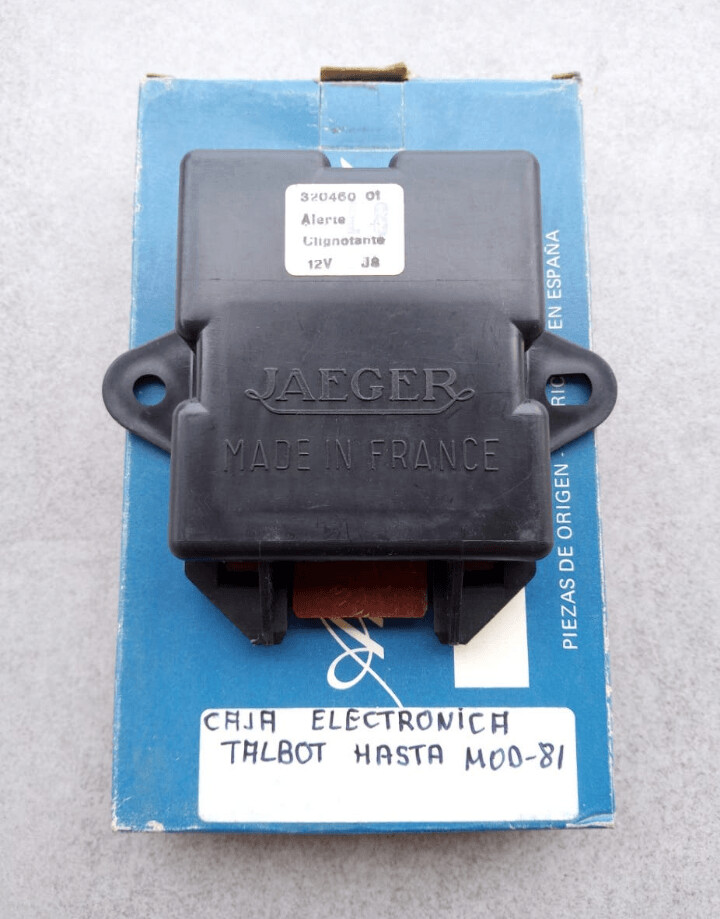 320460 01
Alerte
Clignotante
12V J8
JAEGER
MADE IN FRANCE
EN ESPAÑA
PIEZAS DE ORIGEN -
CAJA ELECTRONICA
TALBOT HASTA MOD-81